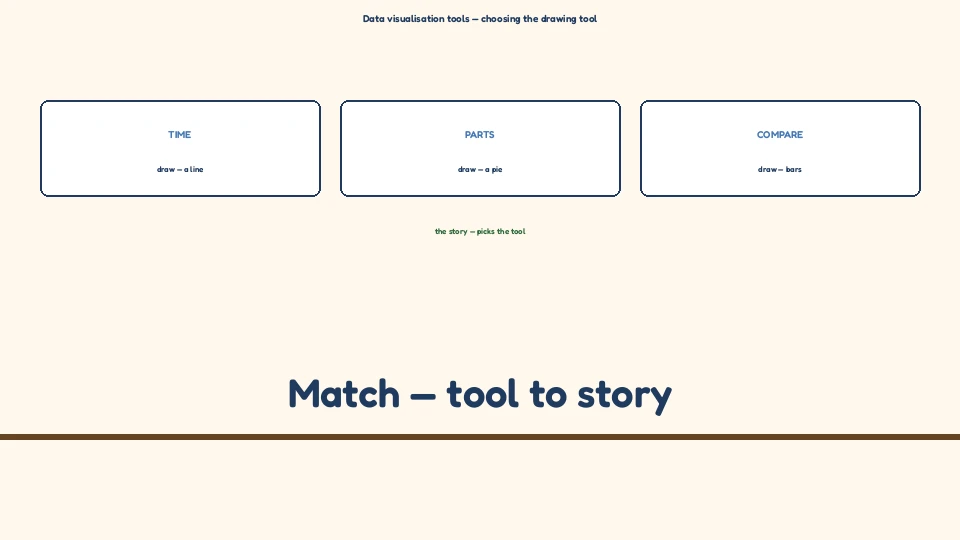 Data visualisation tools — choosing the drawing tool
TIME
draw — a line
PARTS
draw — a pie
COMPARE
draw — bars
the story — picks the tool
Match — tool to story